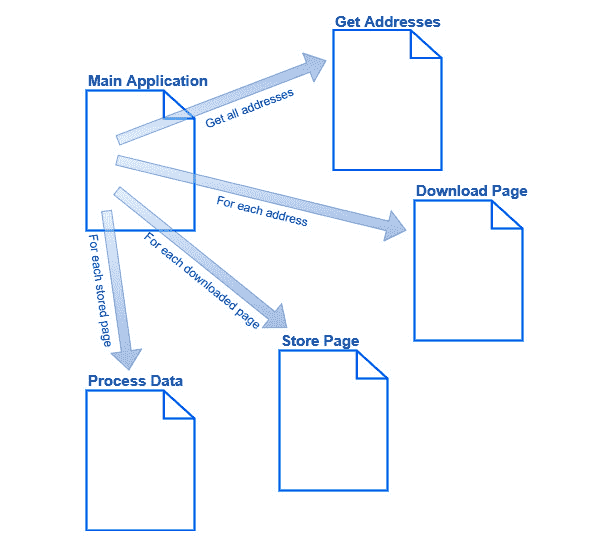 Get Addresses
Main Application
Get all addresses
Download Page
For each address
For each downloaded page
For each stored page
Store Page
Process Data